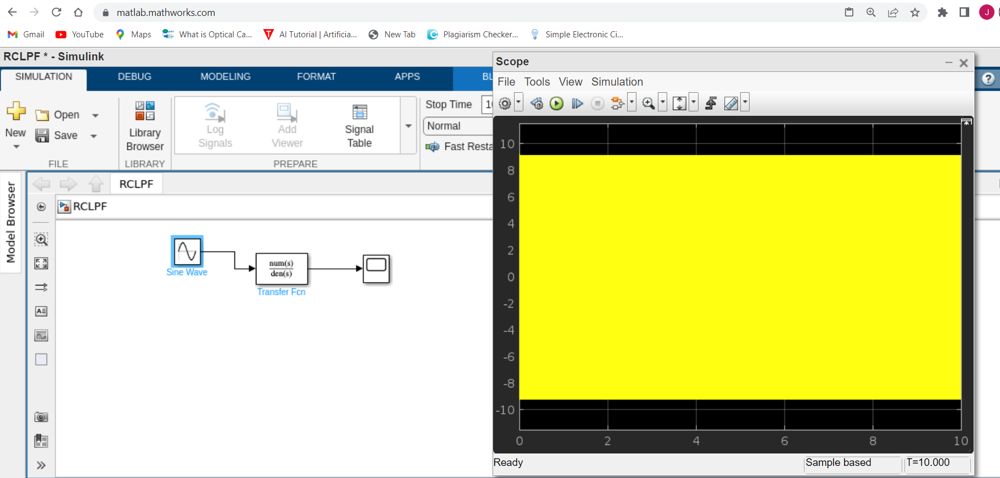 matlab.mathworks.com
J
Gmail YouTube Maps What is Optical Ca... AI Tutorial | Artificia... New Tab Plagiarism Checker... Simple Electronic Ci...
RCLPF * - Simulink
SIMULATION DEBUG MODELING FORMAT APPS BL
New
Open
Save
FILE
Library
Browser
LIBRARY
Log
Signals
Add
Viewer
Signal
Table
PREPARE
Stop Time
Normal
Fast Resta
Model Browser
RCLPF
RCLPF
Sine Wave
num(s)
den(s)
Transfer Fcn
Scope
File Tools View Simulation
10
8
6
4
2
0
-2
-4
-6
-8
-10
0 2 4 6 8 10
Ready Sample based T=10.000